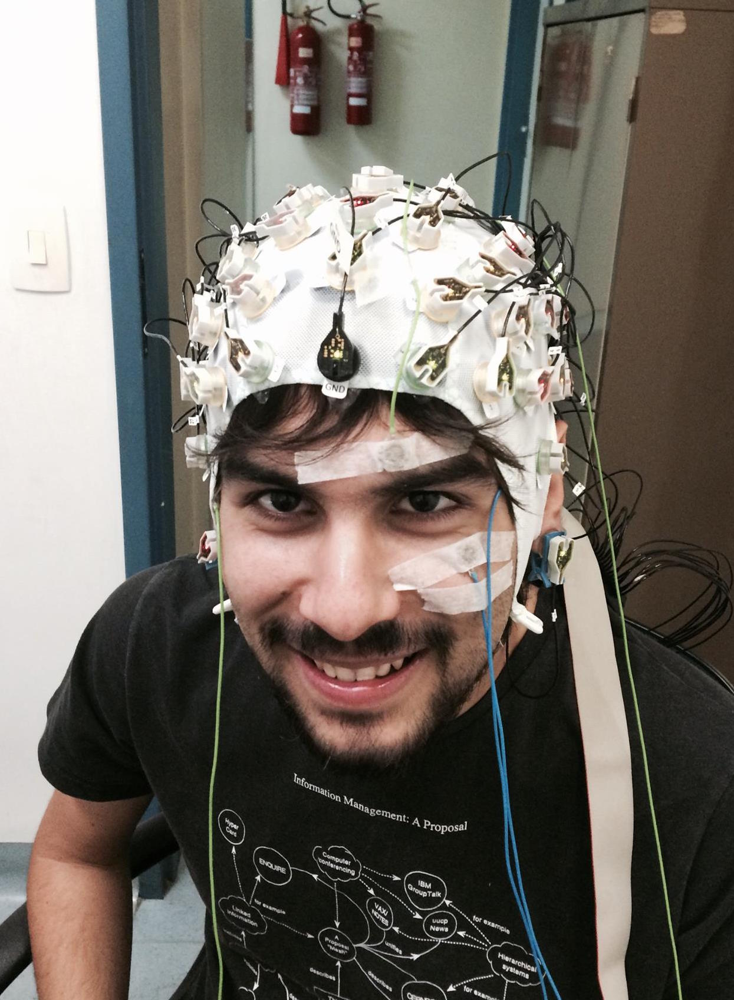 GND
Information Management: A Proposal
Hyper
Card
ENQUIRE
Computer
conferencing
IBM
GroupTalk
Linked
information
for example
VAX/
NOTES
uucp
News
for example
A
Proposal
"Mesh"
unifies
Hierarchical
systems
describes
describes
for example